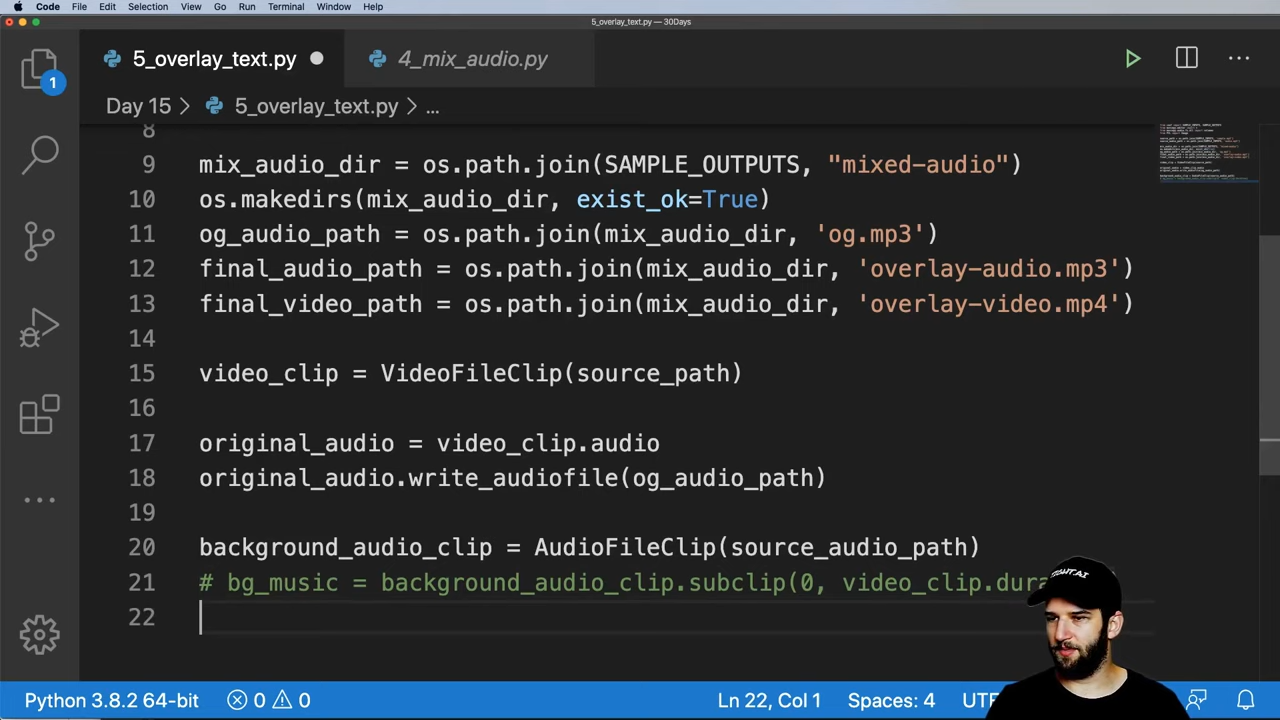 Code File Edit Selection View Go Run Terminal Window Help
5_overlay_text.py — 30Days
5_overlay_text.py 4_mix_audio.py
1
Day 15 > 5_overlay_text.py > ...
8
9 mix_audio_dir = os.path.join(SAMPLE_OUTPUTS, "mixed-audio")
10 os.makedirs(mix_audio_dir, exist_ok=True)
11 og_audio_path = os.path.join(mix_audio_dir, 'og.mp3')
12 final_audio_path = os.path.join(mix_audio_dir, 'overlay-audio.mp3')
13 final_video_path = os.path.join(mix_audio_dir, 'overlay-video.mp4')
14
15 video_clip = VideoFileClip(source_path)
16
17 original_audio = video_clip.audio
18 original_audio.write_audiofile(og_audio_path)
19
20 background_audio_clip = AudioFileClip(source_audio_path)
21 # bg_music = background_audio_clip.subclip(0, video_clip.dura
22
Python 3.8.2 64-bit 0 0 Ln 22, Col 1 Spaces: 4 UTF